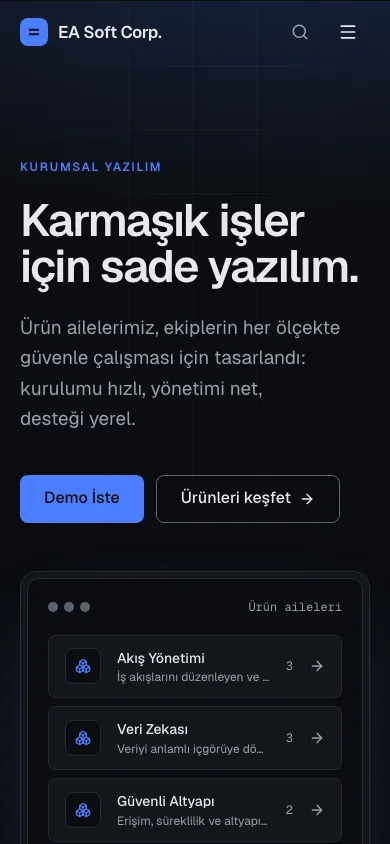 EA Soft Corp.
KURUMSAL YAZILIM
Karmaşık işler
için sade yazılım.
Ürün ailelerimiz, ekiplerin her ölçekte
güvenle çalışması için tasarlandı:
kurulumu hızlı, yönetimi net,
desteği yerel.
Demo İste
Ürünleri keşfet →
Ürün aileleri
Akış Yönetimi
İş akışlarını düzenleyen ve …
3
Veri Zekası
Veriyi anlamlı içgörüye dö…
3
Güvenli Altyapı
Erişim, süreklilik ve altyapı…
2